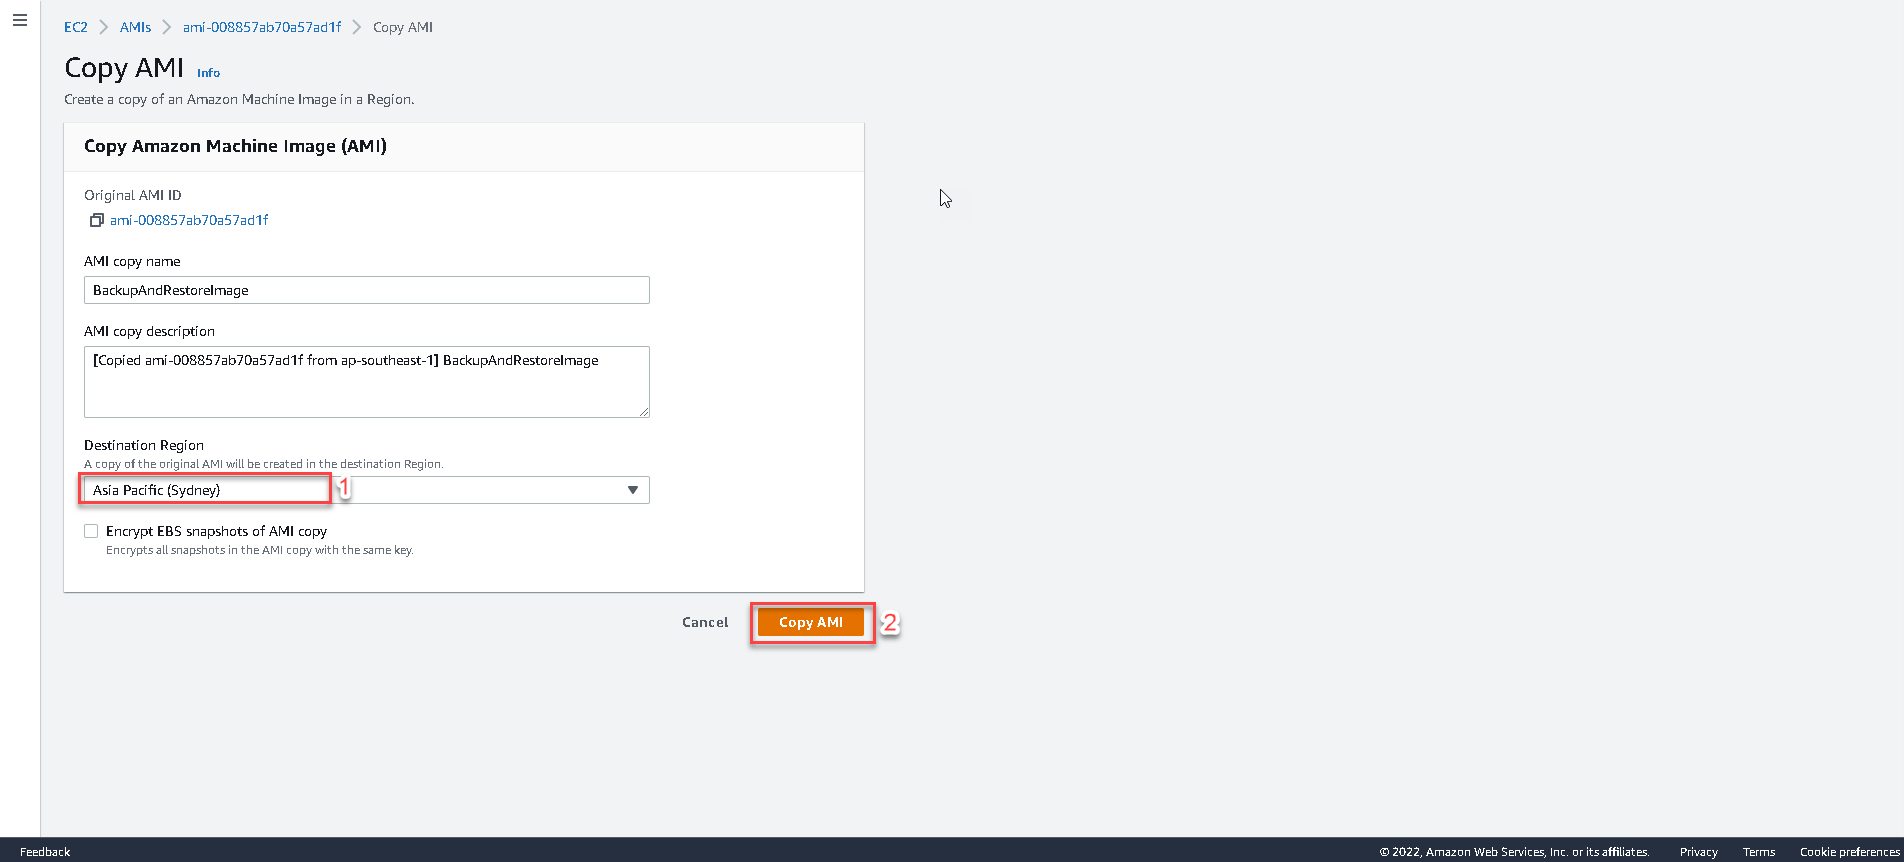 EC2 AMIs ami-008857ab70a57ad1f Copy AMI
Copy AMI Info
Create a copy of an Amazon Machine Image in a Region.
Copy Amazon Machine Image (AMI)
Original AMI ID
ami-008857ab70a57ad1f
AMI copy name
BackupAndRestoreImage
AMI copy description
[Copied ami-008857ab70a57ad1f from ap-southeast-1] BackupAndRestoreImage
Destination Region
A copy of the original AMI will be created in the destination Region.
Asia Pacific (Sydney) 1
Encrypt EBS snapshots of AMI copy
Encrypts all snapshots in the AMI copy with the same key.
Cancel Copy AMI 2
Feedback © 2022, Amazon Web Services, Inc. or its affiliates. Privacy Terms Cookie preferences